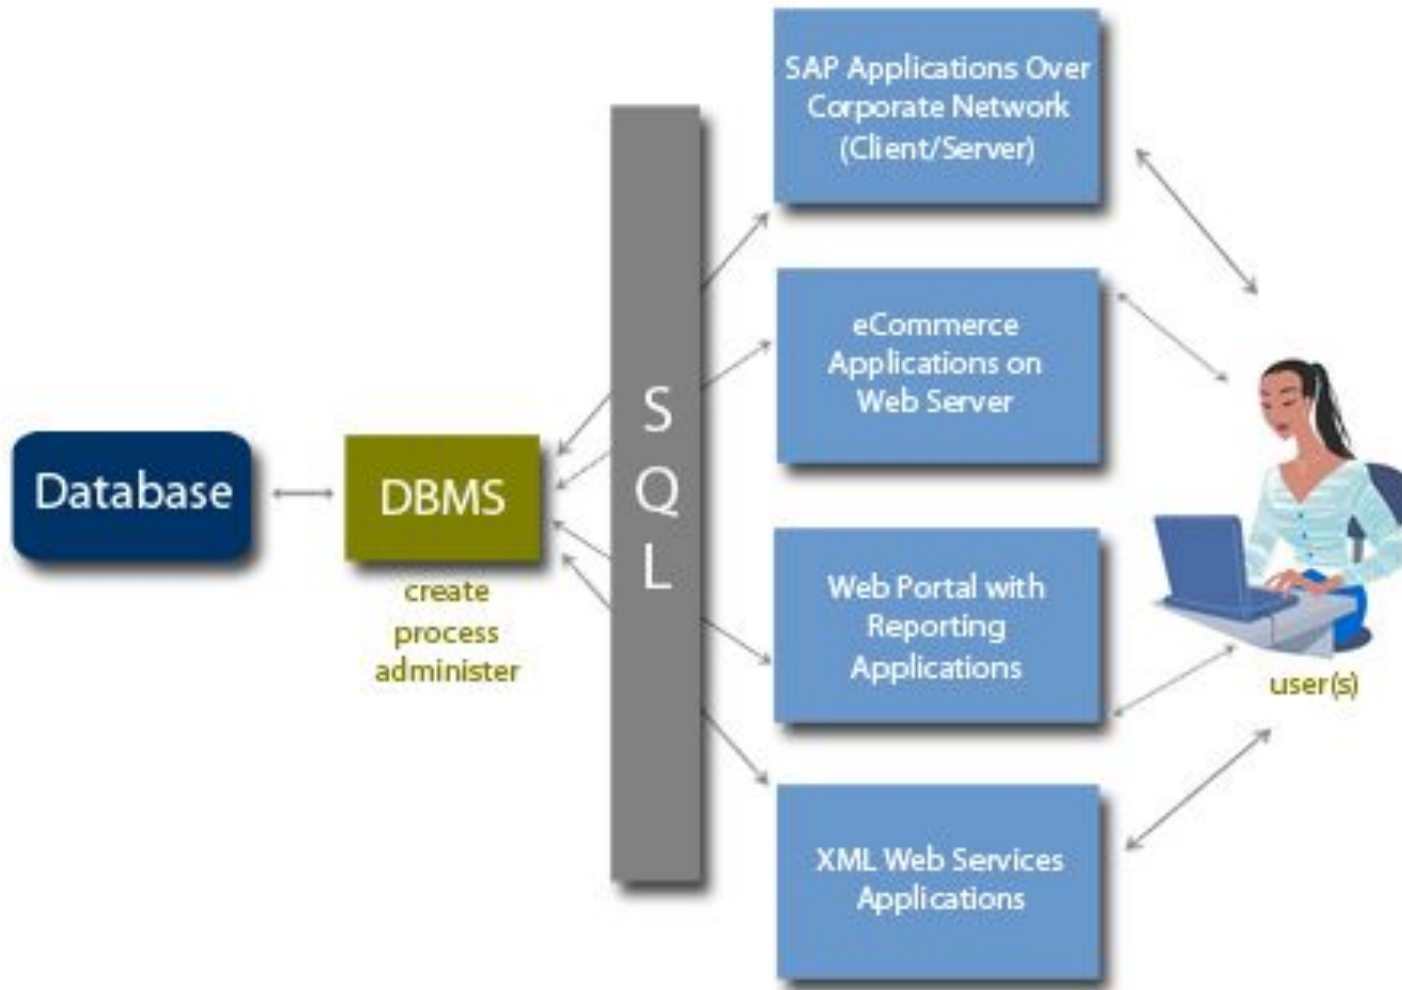 Database
DBMS
create
process
administer
S
Q
L
SAP Applications Over
Corporate Network
(Client/Server)
eCommerce
Applications on
Web Server
Web Portal with
Reporting
Applications
XML Web Services
Applications
user(s)